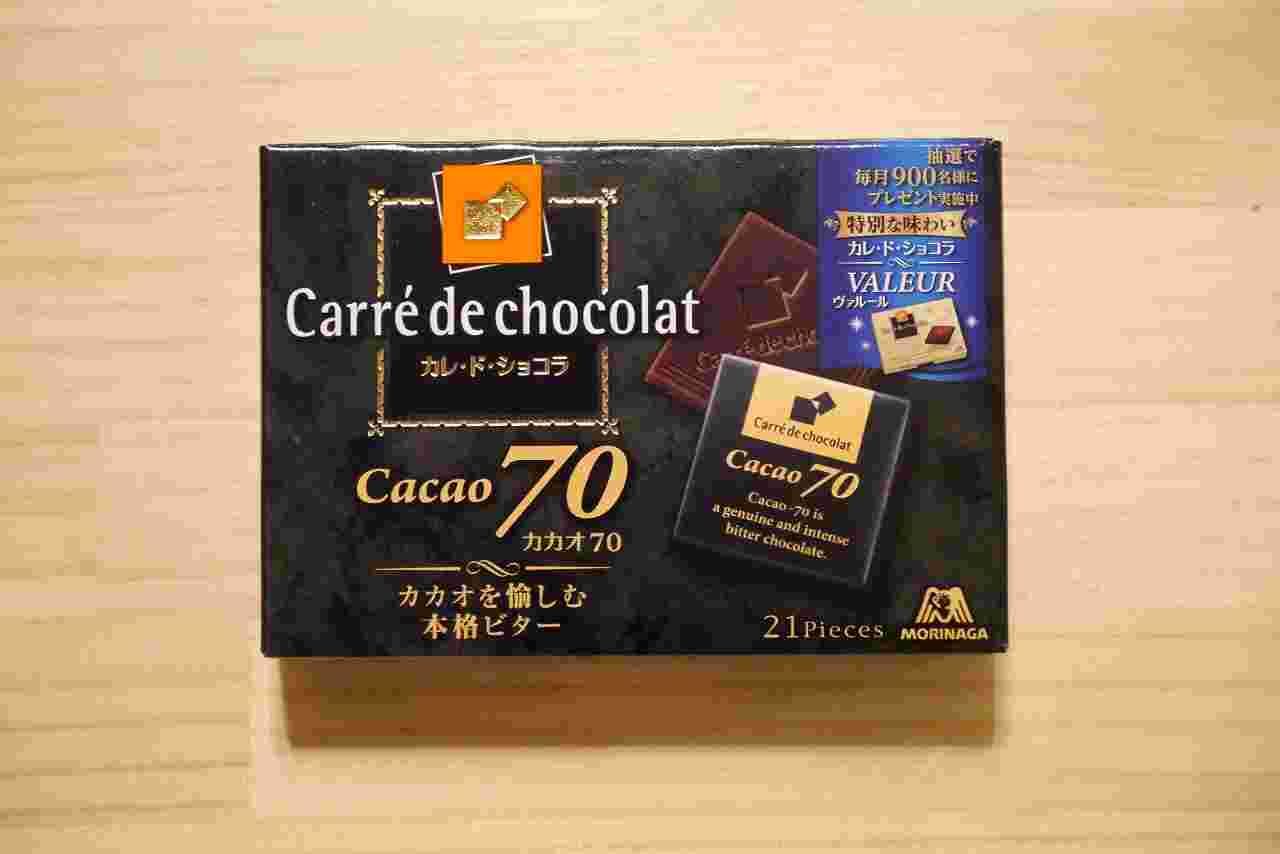 Carré de chocolat
カレ・ド・ショコラ
Cacao 70
カカオ70
カカオを愉しむ
本格ビター
抽選で
毎月900名様に
プレゼント実施中
特別な味わい
カレ・ド・ショコラ
VALEUR
ヴァルール
Carré de cho
Carré de chocolat
Cacao 70
Cacao -70 is
a genuine and intense
bitter chocolate.
21 Pieces
MORINAGA